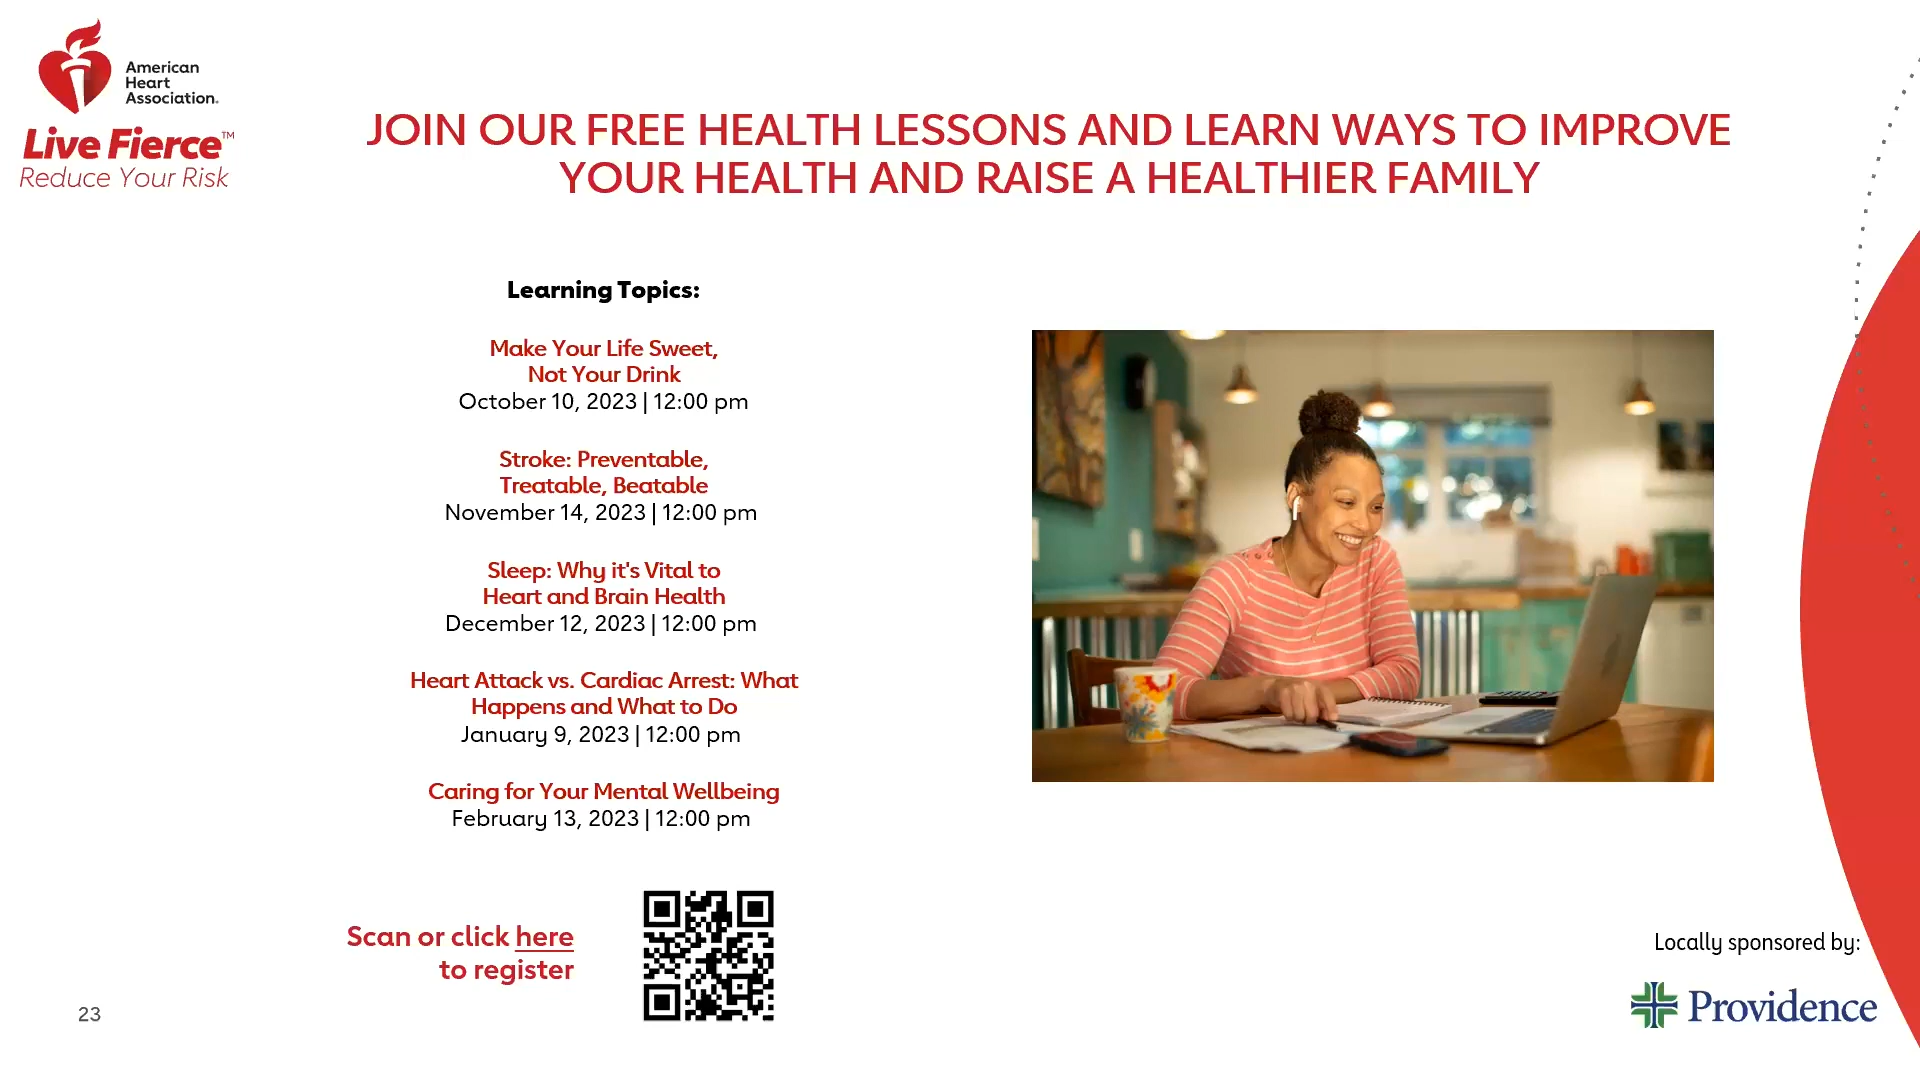 American
Heart
Association.
Live Fierce™
Reduce Your Risk
JOIN OUR FREE HEALTH LESSONS AND LEARN WAYS TO IMPROVE
YOUR HEALTH AND RAISE A HEALTHIER FAMILY
Learning Topics:
Make Your Life Sweet,
Not Your Drink
October 10, 2023 | 12:00 pm
Stroke: Preventable,
Treatable, Beatable
November 14, 2023 | 12:00 pm
Sleep: Why it's Vital to
Heart and Brain Health
December 12, 2023 | 12:00 pm
Heart Attack vs. Cardiac Arrest: What
Happens and What to Do
January 9, 2023 | 12:00 pm
Caring for Your Mental Wellbeing
February 13, 2023 | 12:00 pm
Scan or click here
to register
Locally sponsored by:
Providence
23